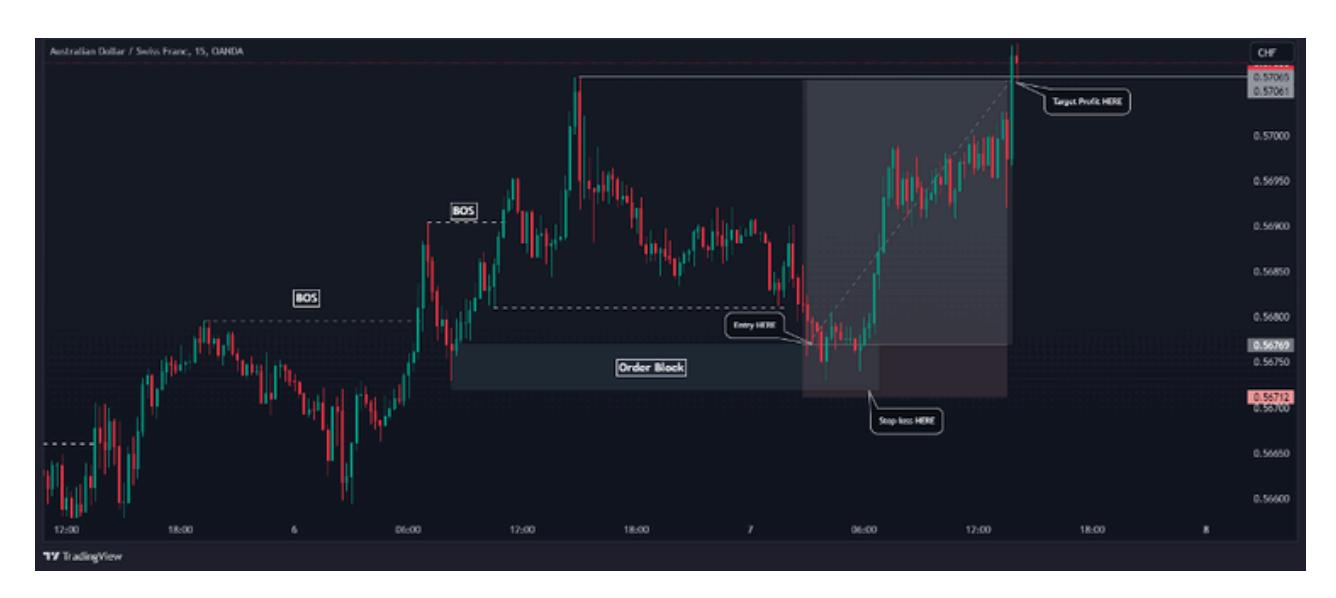 Australian Dollar / Swiss Franc, 15, OANDA
CHF
0.57065
0.57061
Target Profit HERE
0.57000
0.56950
BOS
0.56900
0.56850
BOS
0.56800
Entry HERE
0.56769
0.56750
Order Block
0.56712
0.56700
Stop loss HERE
0.56650
0.56600
12:00 18:00 6 06:00 12:00 18:00 7 06:00 12:00 18:00 8
TradingView